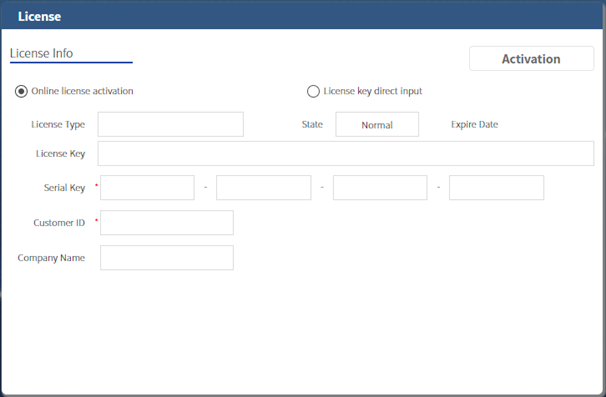 License
License Info
Activation
Online license activation
License key direct input
License Type
State
Normal
Expire Date
License Key
Serial Key * - - -
Customer ID *
Company Name